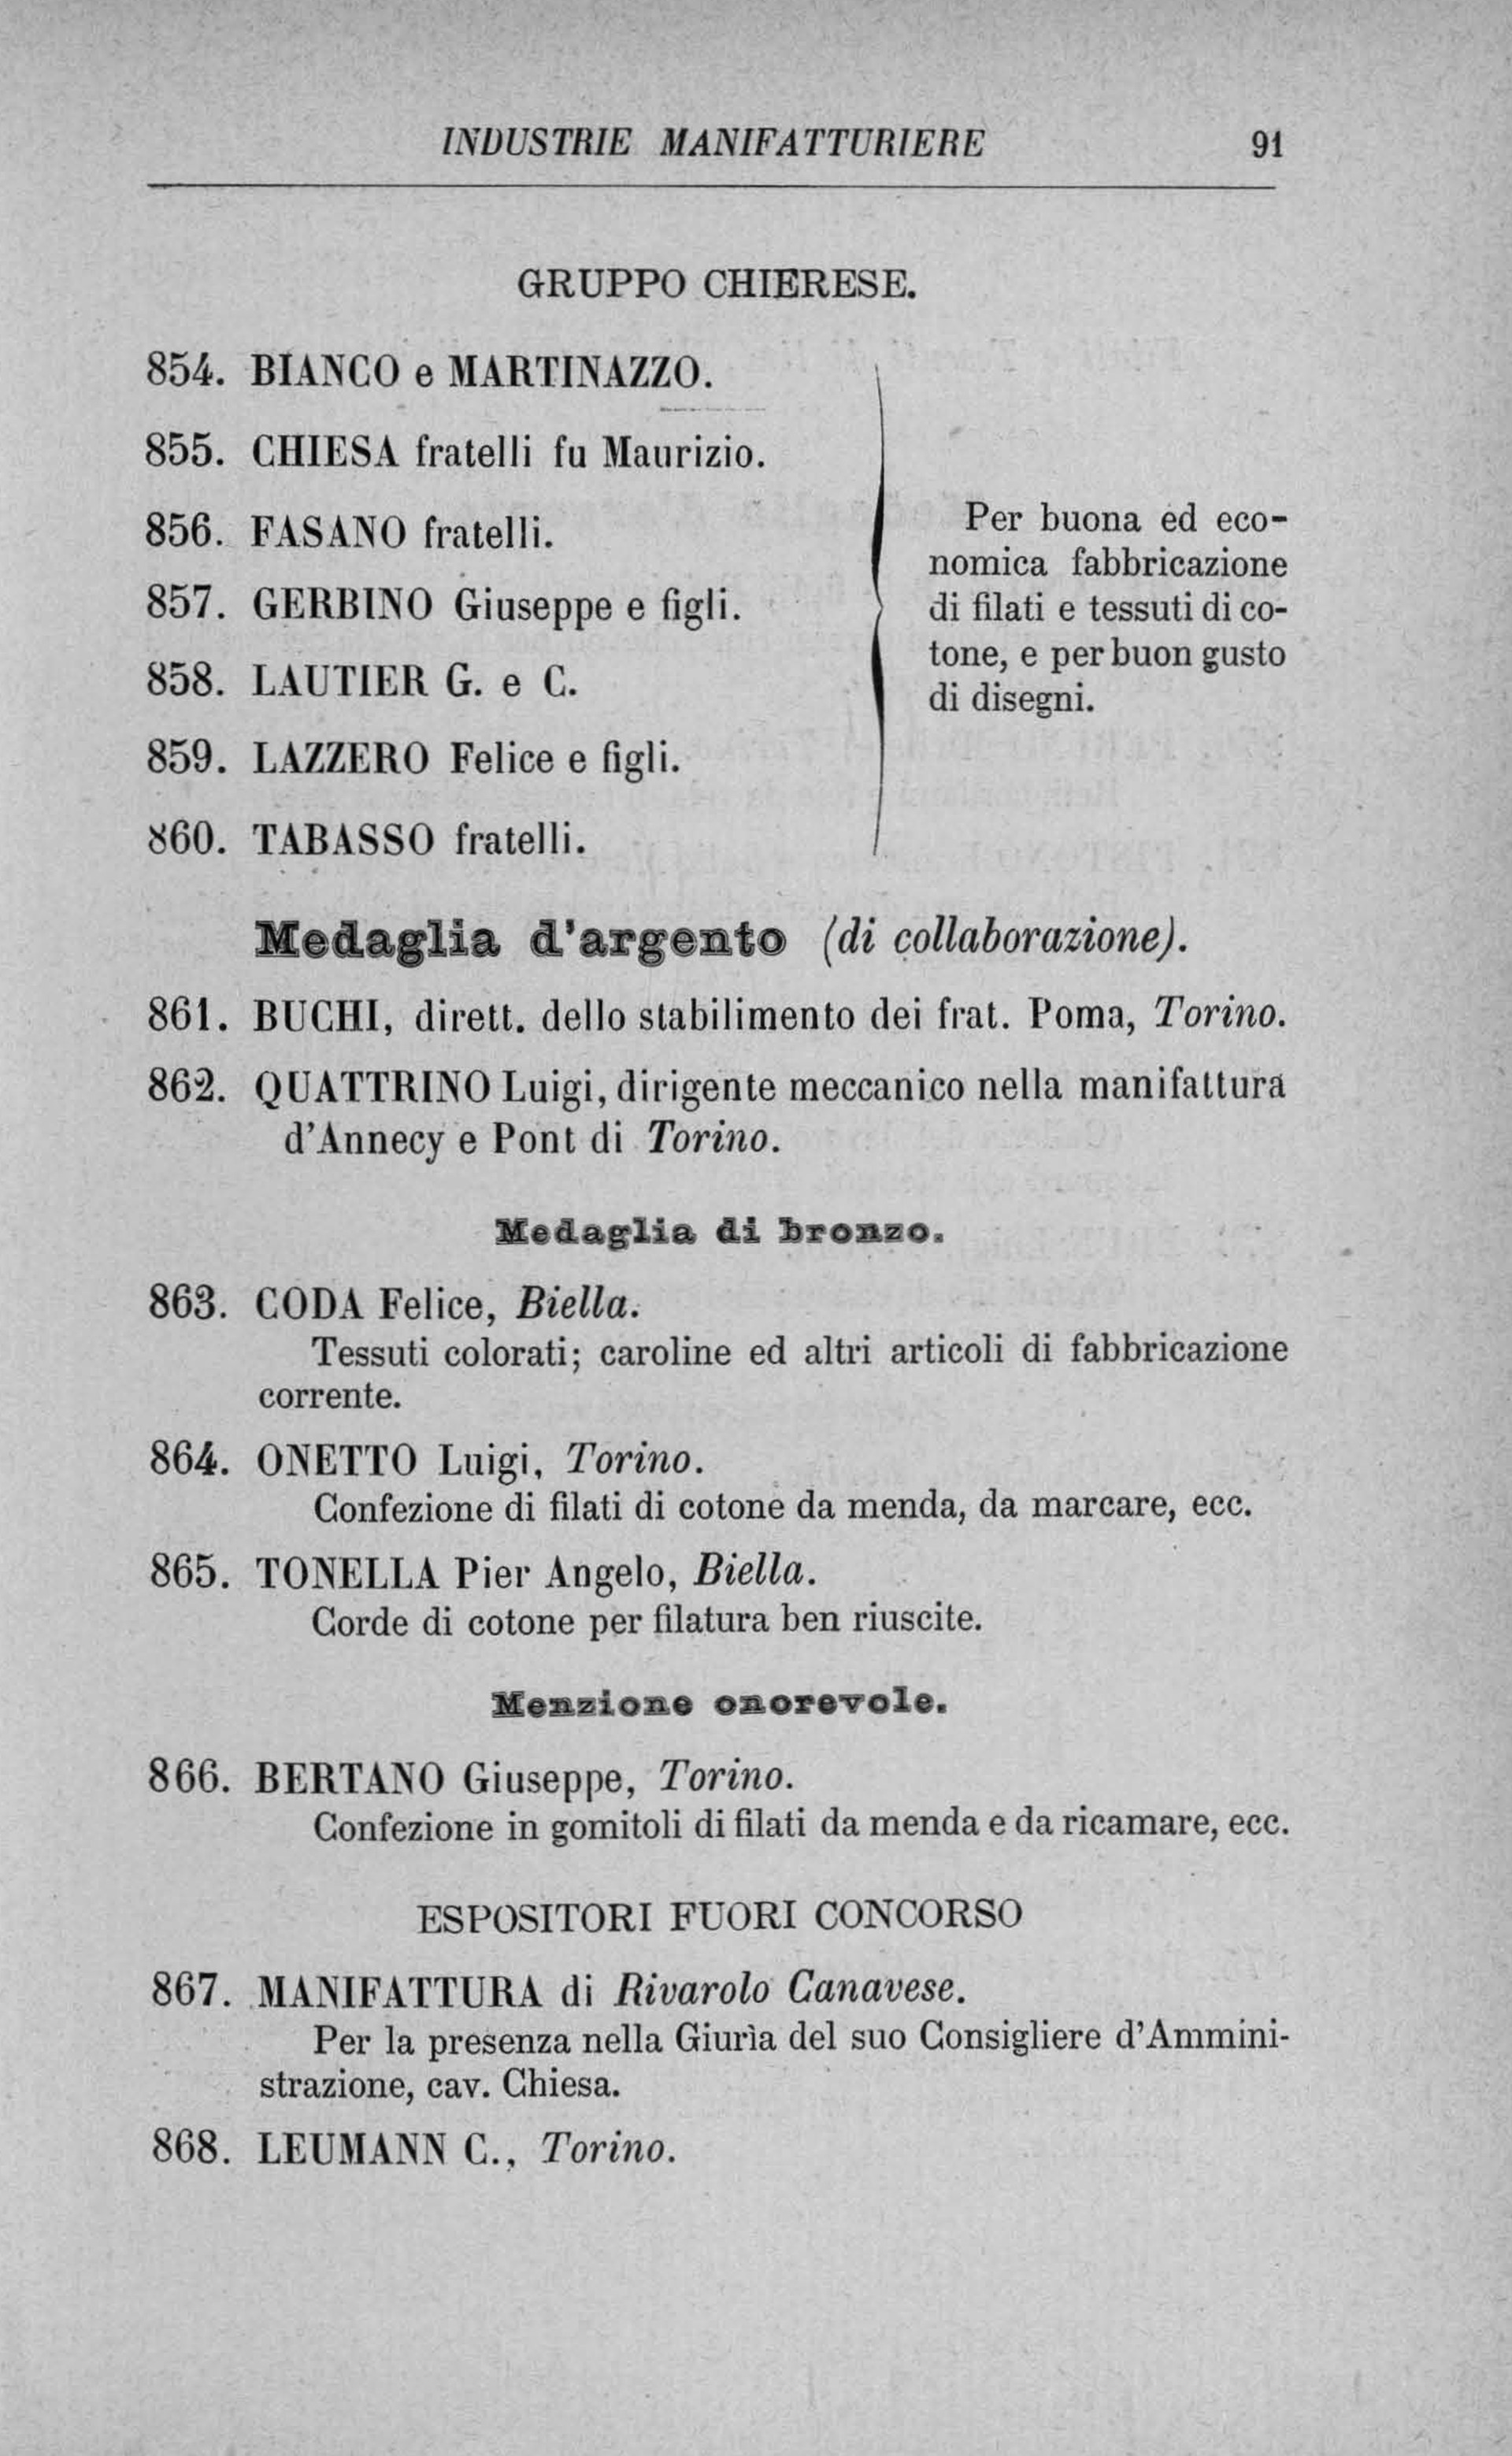 INDUSTRIE MANIFATTURIERE 91
GRUPPO CHIERESE.
854. BIANCO e MARTINAZZO.
855. CHIESA fratelli fu Maurizio.
856. FASANO fratelli.
857. GERBINO Giuseppe e figli.
858. LAUTIER G. e C.
859. LAZZERO Felice e figli.
860. TABASSO fratelli.
Per buona ed eco-
nomica fabbricazione
di filati e tessuti di co-
tone, e per buon gusto
di disegni.
Medaglia d'argento (di collaborazione).
861. BUCHI, dirett. dello stabilimento dei frat. Poma, Torino.
862. QUATTRINO Luigi, dirigente meccanico nella manifattura
d'Annecy e Pont di Torino.
Medaglia di bronzo.
863. CODA Felice, Biella.
Tessuti colorati; caroline ed altri articoli di fabbricazione
corrente.
864. ONETTO Luigi, Torino.
Confezione di filati di cotone da menda, da marcare, ecc.
865. TONELLA Pier Angelo, Biella.
Corde di cotone per filatura ben riuscite.
Menzione onorevole.
866. BERTANO Giuseppe, Torino.
Confezione in gomitoli di filati da menda e da ricamare, ecc.
ESPOSITORI FUORI CONCORSO
867. MANIFATTURA di Rivarolo Canavese.
Per la presenza nella Giurìa del suo Consigliere d'Ammini-
strazione, cav. Chiesa.
868. LEUMANN C., Torino.